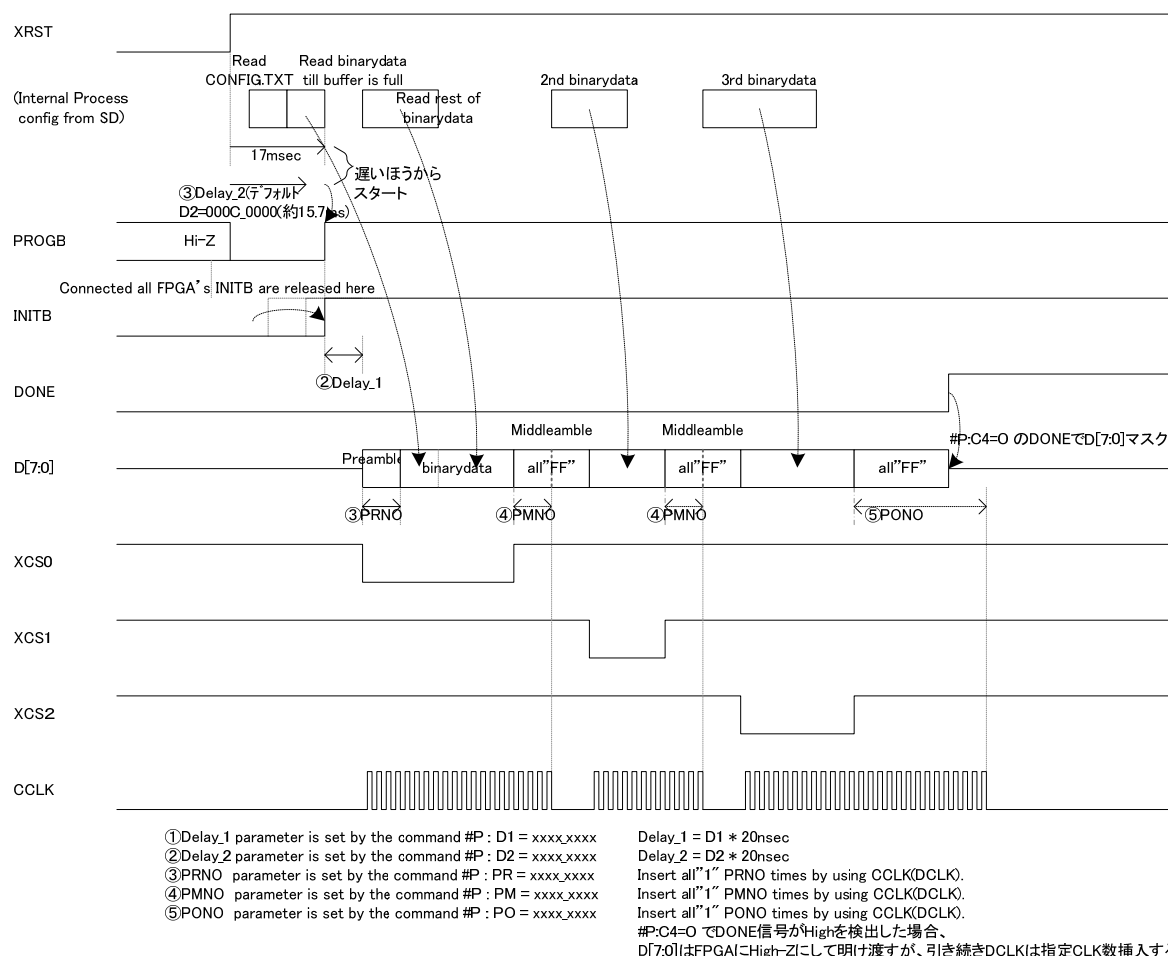 XRST
Read
CONFIG.TXT
Read binarydata
till buffer is full
2nd binarydata
3rd binarydata
(Internal Process
config from SD)
Read rest of
binarydata
17msec
遅いほうから
スタート
③Delay_2(デフォルト
D2=000C_0000(約15.7ms)
PROGB
Hi-Z
Connected all FPGA's INITB are released here
INITB
②Delay_1
DONE
#P:C4=O のDONEでD[7:0]マスク
Middleamble
Middleamble
D[7:0]
Preamble
binarydata
all"FF"
all"FF"
all"FF"
③PRNO
④PMNO
④PMNO
⑤PONO
XCS0
XCS1
XCS2
CCLK
①Delay_1 parameter is set by the command #P : D1 = xxxx_xxxx
Delay_1 = D1 * 20nsec
②Delay_2 parameter is set by the command #P : D2 = xxxx_xxxx
Delay_2 = D2 * 20nsec
③PRNO parameter is set by the command #P : PR = xxxx_xxxx
Insert all"1" PRNO times by using CCLK(DCLK).
④PMNO parameter is set by the command #P : PM = xxxx_xxxx
Insert all"1" PMNO times by using CCLK(DCLK).
⑤PONO parameter is set by the command #P : PO = xxxx_xxxx
Insert all"1" PONO times by using CCLK(DCLK).
#P:C4=O でDONE信号がHighを検出した場合、
D[7:0]はFPGAにHigh-Zにして明け渡すが、引き続きDCLKは指定CLK数挿入する